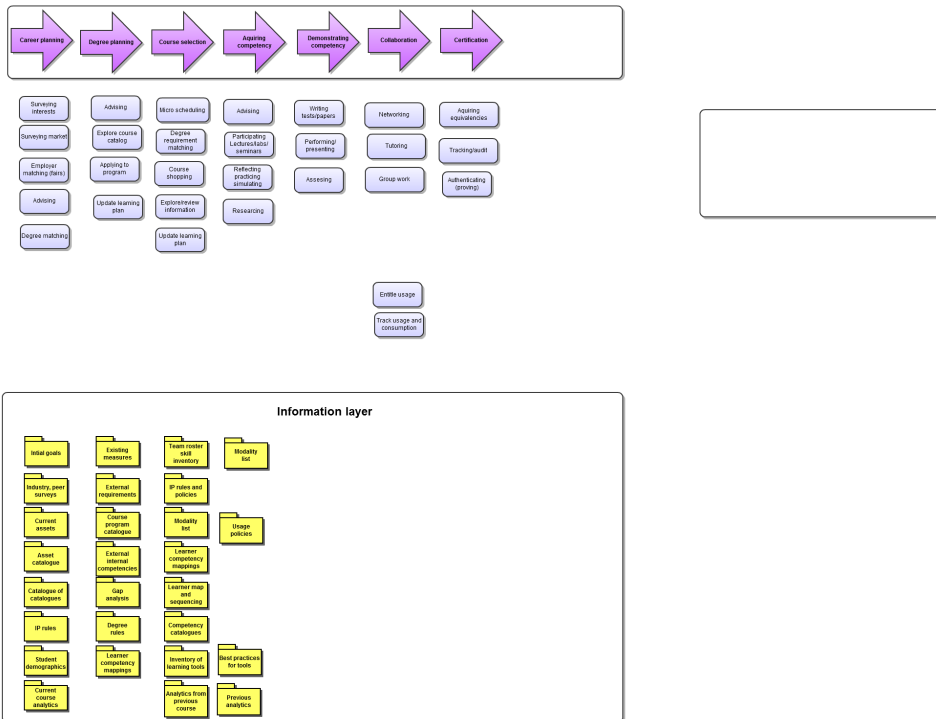 Career planning
Degree planning
Course selection
Aquiring
competency
Demonstrating
competency
Collaboration
Certification
Surveying
interests
Surveying market
Employer
matching (fairs)
Advising
Degree matching
Advising
Explore course
catalog
Applying to
program
Update learning
plan
Micro scheduling
Degree
requirement
matching
Course
shopping
Explore/review
information
Update learning
plan
Advising
Participating
Lectures/labs/
seminars
Reflecting
practicing
simulating
Researcing
Writing
tests/papers
Performing/
presenting
Assesing
Networking
Tutoring
Group work
Aquiring
equivalencies
Tracking/audit
Authenticating
(proving)
Entitle usage
Track usage and
consumption
Information layer
Intial goals
Industry, peer
surveys
Current
assets
Asset
catalogue
Catalogue of
catalogues
IP rules
Student
demographics
Current
course
analytics
Existing
measures
External
requirements
Course
program
catalogue
External
internal
competencies
Gap
analysis
Degree
rules
Learner
competency
mappings
Team roster
skill
inventory
IP rules and
policies
Modality
list
Learner
competency
mappings
Learner map
and
sequencing
Competency
catalogues
Inventory of
learning tools
Analytics from
previous
course
Modality
list
Usage
policies
Best practices
for tools
Previous
analytics